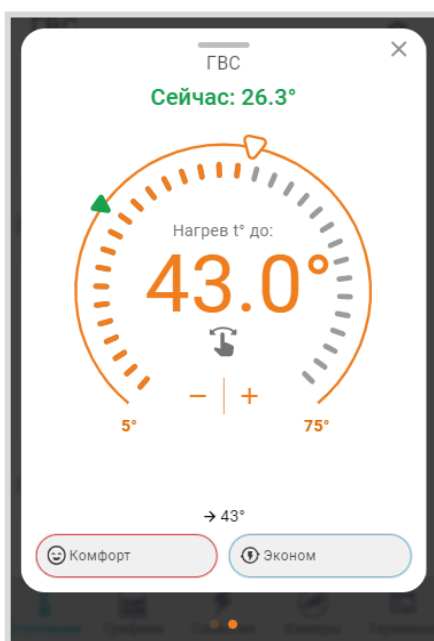 ГВС
Сейчас: 26.3°
Нагрев t° до:
43.0°
− +
5° 75°
→ 43°
Комфорт Эконом